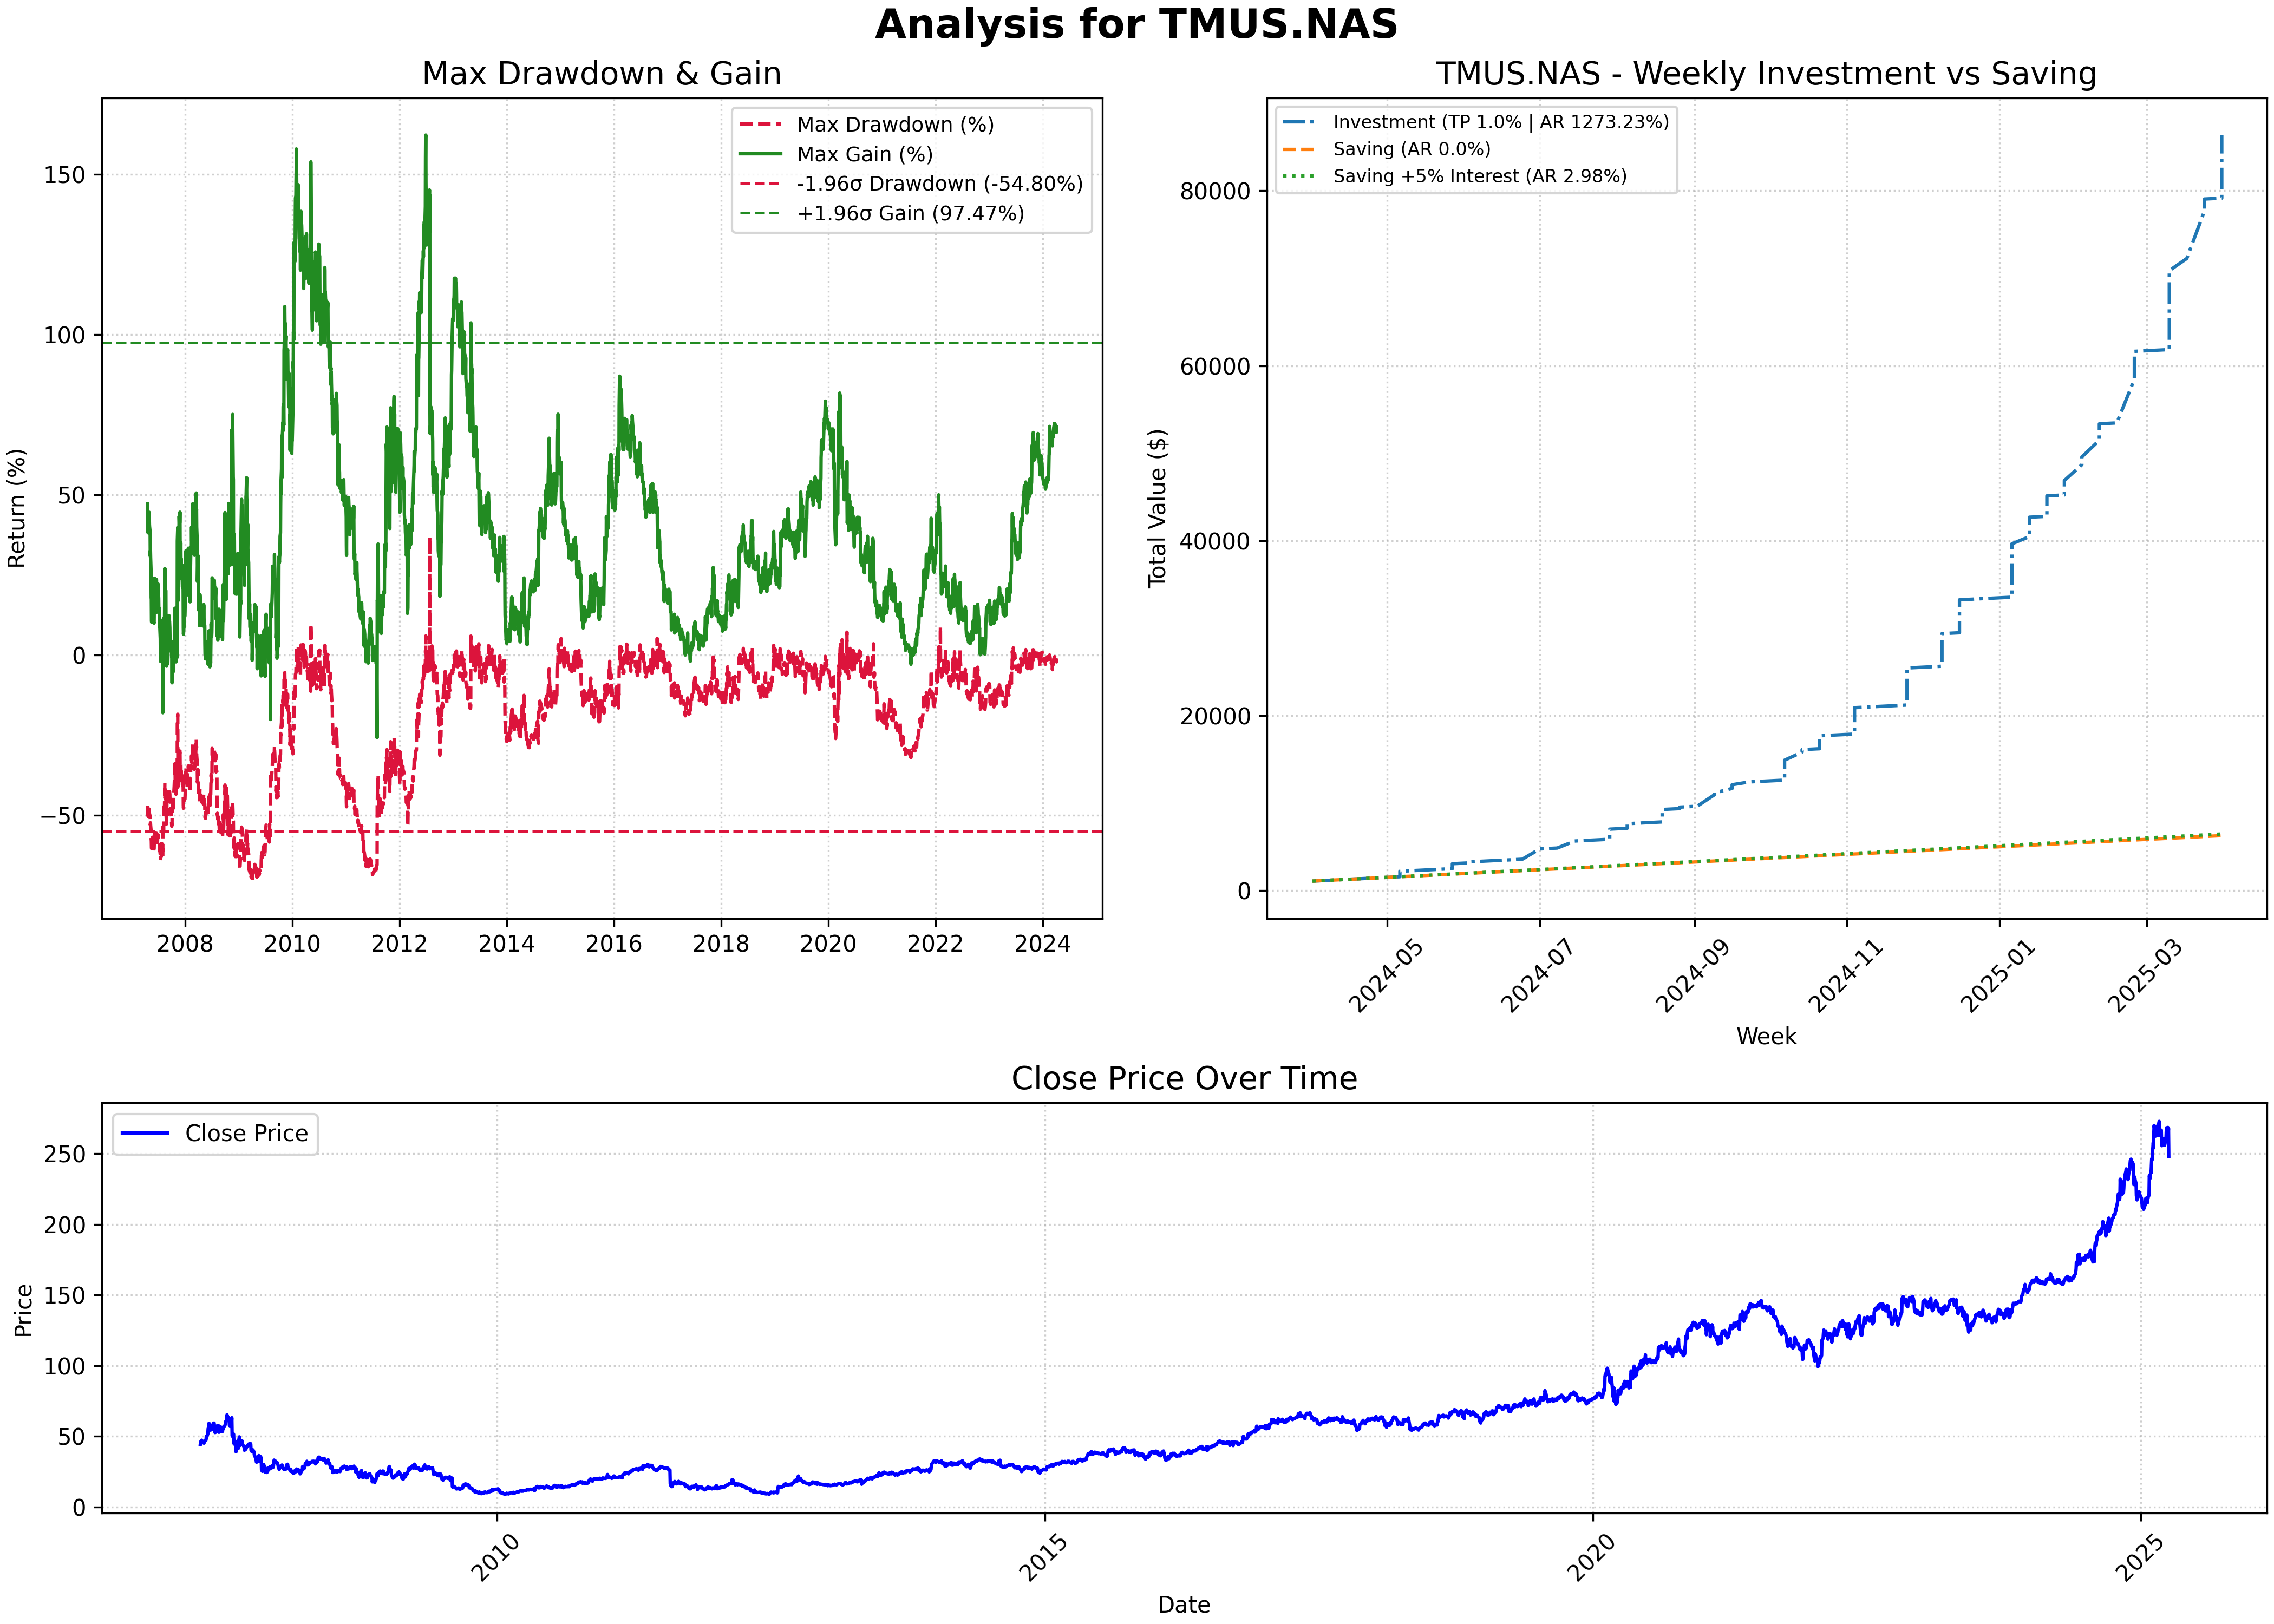 Analysis for TMUS.NAS
Max Drawdown & Gain
Max Drawdown (%)
Max Gain (%)
-1.96σ Drawdown (-54.80%)
+1.96σ Gain (97.47%)
Return (%)
150
100
50
0
−50
2008 2010 2012 2014 2016 2018 2020 2022 2024
TMUS.NAS - Weekly Investment vs Saving
Investment (TP 1.0% | AR 1273.23%)
Saving (AR 0.0%)
Saving +5% Interest (AR 2.98%)
Total Value ($)
80000
60000
40000
20000
0
2024-05 2024-07 2024-09 2024-11 2025-01 2025-03
Week
Close Price Over Time
Close Price
Price
250
200
150
100
50
0
2010 2015 2020 2025
Date